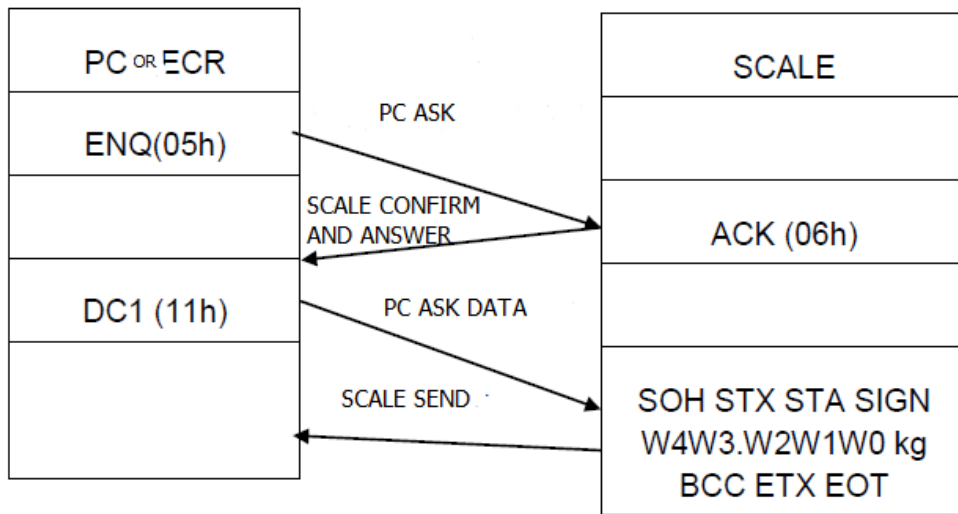 PC OR ECR
SCALE
PC ASK
ENQ(05h)
SCALE CONFIRM
AND ANSWER
ACK (06h)
DC1 (11h)
PC ASK DATA
SCALE SEND
SOH STX STA SIGN
W4W3.W2W1W0 kg
BCC ETX EOT